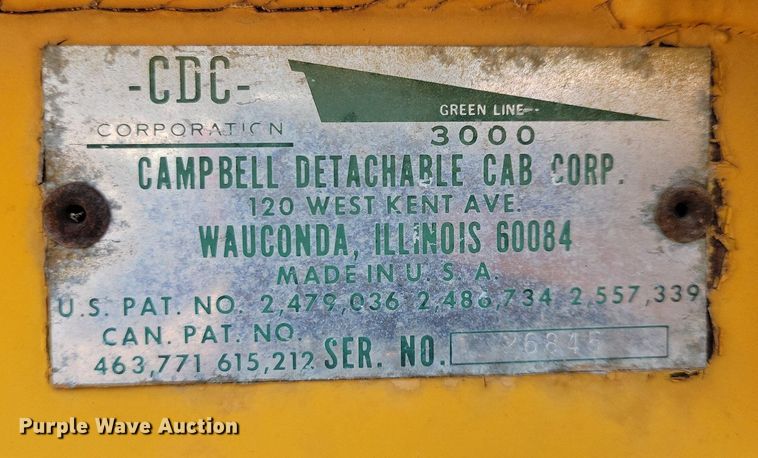 -CDC-
CORPORATION
GREEN LINE
3000
CAMPBELL DETACHABLE CAB CORP.
120 WEST KENT AVE.
WAUCONDA, ILLINOIS 60084
MADE IN U. S. A.
U.S. PAT. NO. 2,479,036 2,486,734 2,557,339
CAN. PAT. NO.
463,771 615,212 SER. NO.
Purple Wave Auction